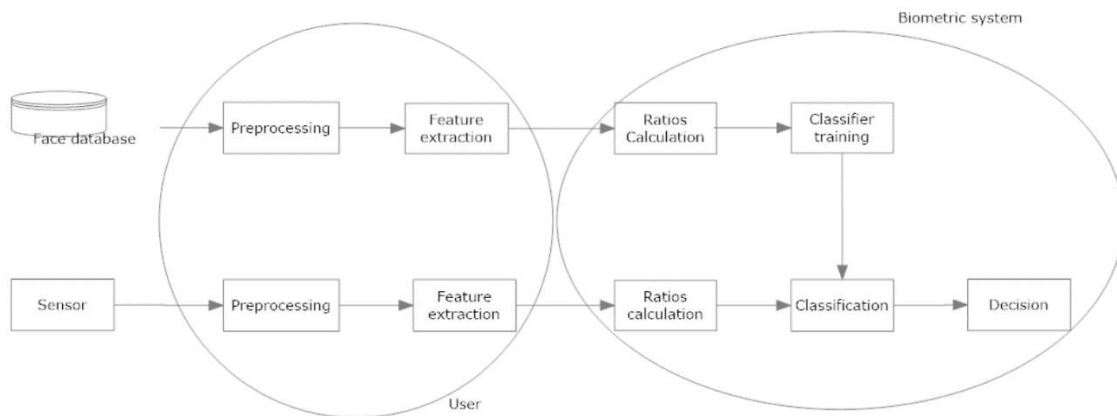 Biometric system
Face database
Preprocessing
Feature
extraction
Ratios
Calculation
Classifier
training
Sensor
Preprocessing
Feature
extraction
Ratios
calculation
Classification
Decision
User